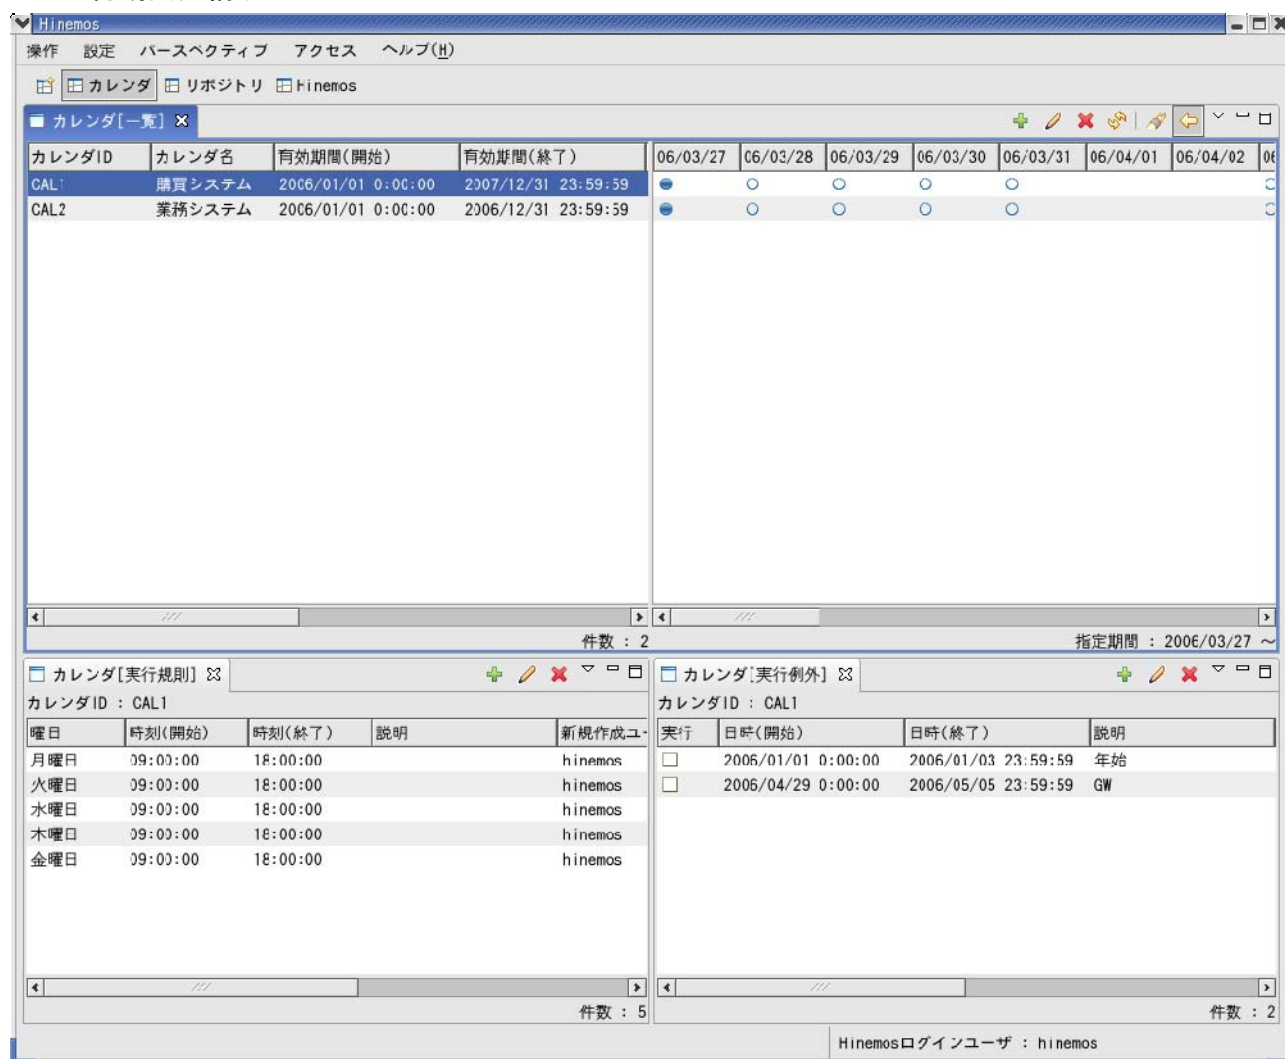 Hinemos
操作 設定 パースペクティブ アクセス ヘルプ(H)
カレンダ リポジトリ Hinemos
カレンダ[一覧]
カレンダID カレンダ名 有効期間(開始) 有効期間(終了) 06/03/27 06/03/28 06/03/29 06/03/30 06/03/31 06/04/01 06/04/02
CAL1 購買システム 2006/01/01 0:00:00 2007/12/31 23:59:59
CAL2 業務システム 2006/01/01 0:00:00 2006/12/31 23:59:59
件数 : 2 指定期間 : 2006/03/27 ～
カレンダ[実行規則]
カレンダID : CAL1
曜日 時刻(開始) 時刻(終了) 説明 新規作成ユ
月曜日 09:00:00 18:00:00 hinemos
火曜日 09:00:00 18:00:00 hinemos
水曜日 09:00:00 18:00:00 hinemos
木曜日 09:00:00 18:00:00 hinemos
金曜日 09:00:00 18:00:00 hinemos
件数 : 5
カレンダ[実行例外]
カレンダID : CAL1
実行 日時(開始) 日時(終了) 説明
2006/01/01 0:00:00 2006/01/03 23:59:59 年始
2006/04/29 0:00:00 2006/05/05 23:59:59 GW
件数 : 2
Hinemosログインユーザ : hinemos